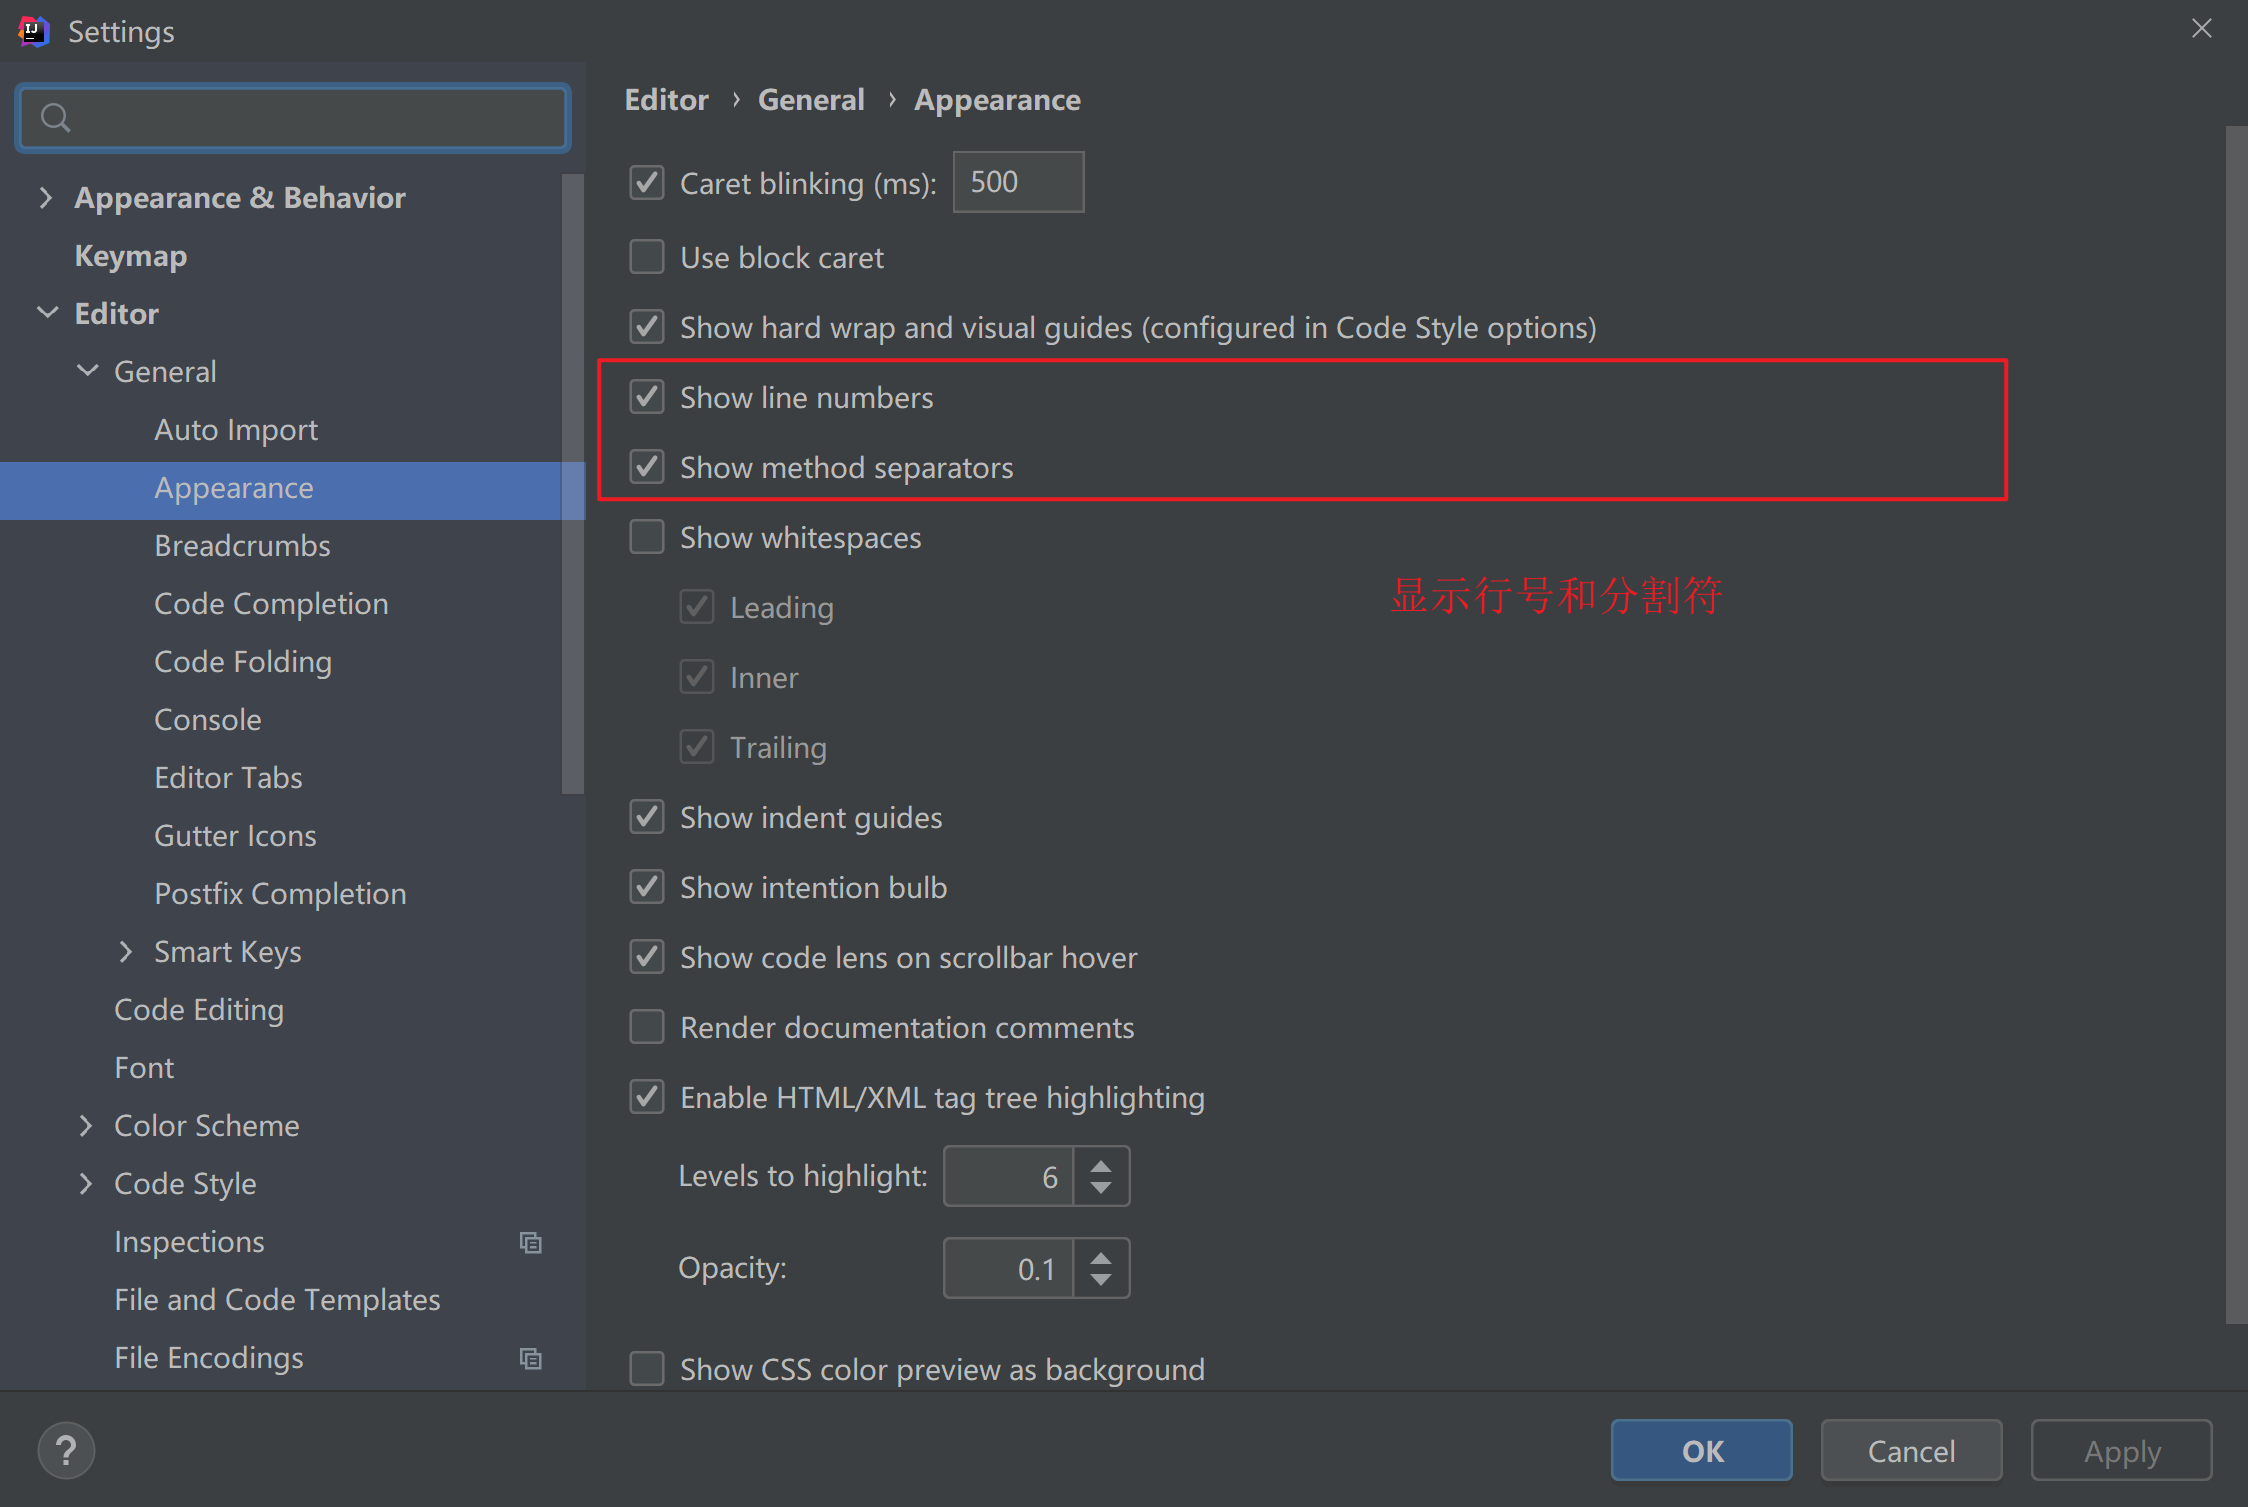 Settings
Appearance & Behavior
Keymap
Editor
General
Auto Import
Appearance
Breadcrumbs
Code Completion
Code Folding
Console
Editor Tabs
Gutter Icons
Postfix Completion
Smart Keys
Code Editing
Font
Color Scheme
Code Style
Inspections
File and Code Templates
File Encodings
Editor › General › Appearance
Caret blinking (ms): 500
Use block caret
Show hard wrap and visual guides (configured in Code Style options)
Show line numbers
Show method separators
Show whitespaces
显示行号和分割符
Leading
Inner
Trailing
Show indent guides
Show intention bulb
Show code lens on scrollbar hover
Render documentation comments
Enable HTML/XML tag tree highlighting
Levels to highlight: 6
Opacity: 0.1
Show CSS color preview as background
? OK Cancel Apply